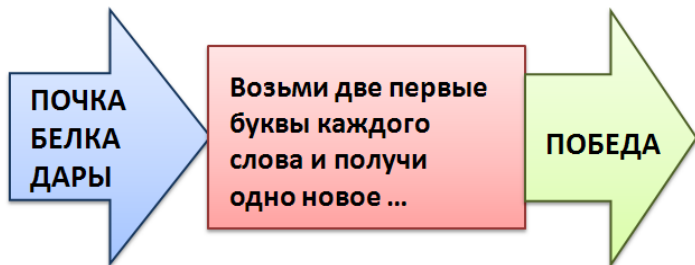 ПОЧКА
БЕЛКА
ДАРЫ
Возьми две первые
буквы каждого
слова и получи
одно новое ...
ПОБЕДА